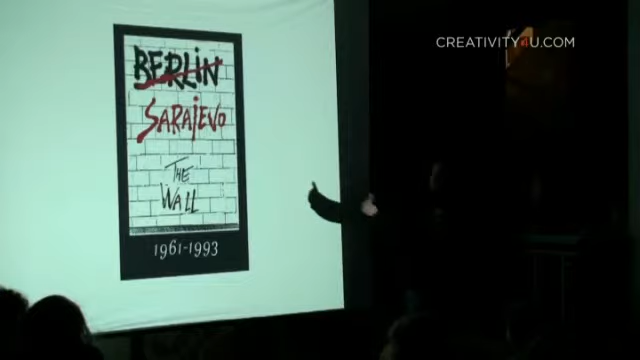 CREATIVITY4U.COM
BERLIN
SARAJEVO
THE
WALL
1961-1993